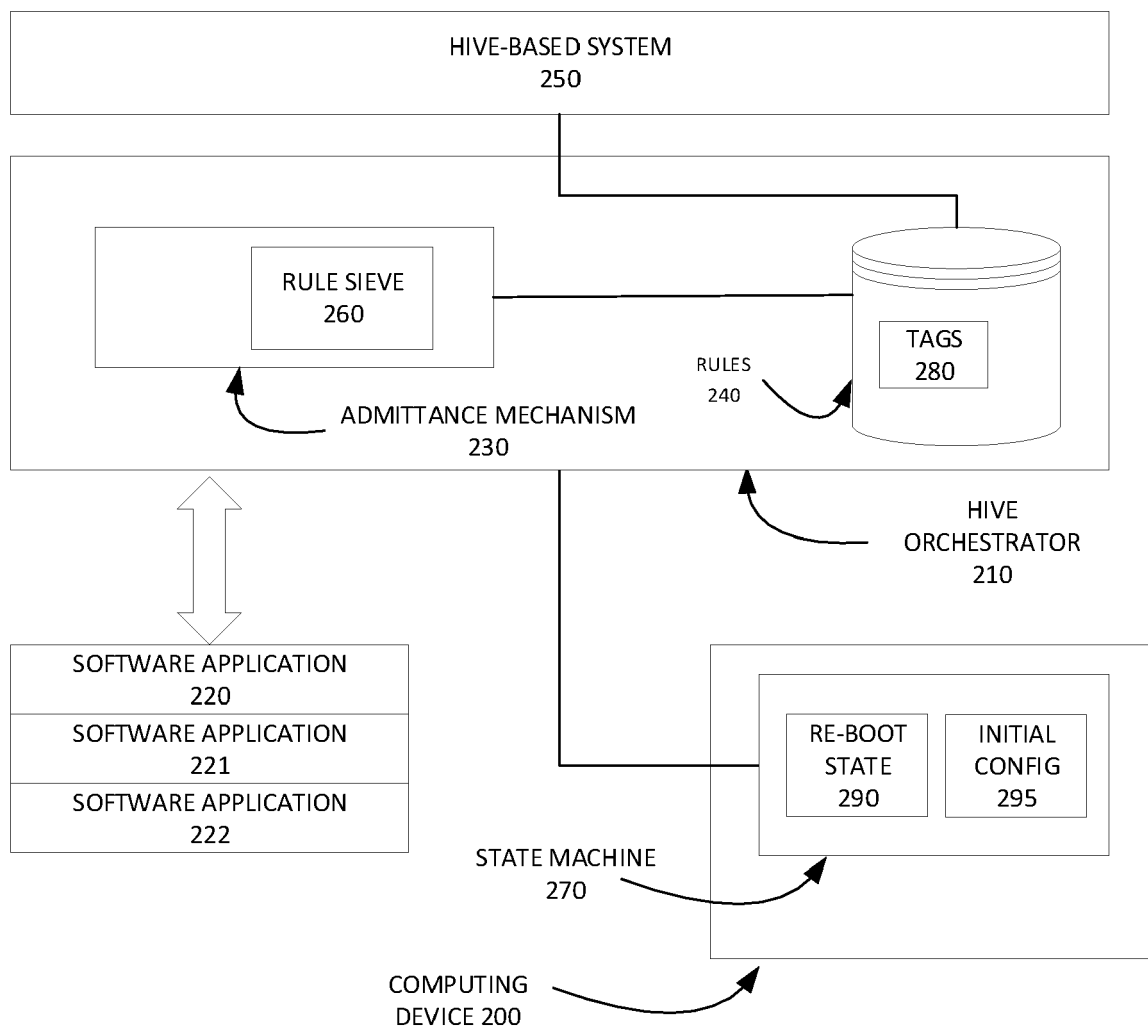 HIVE-BASED SYSTEM
250
RULE SIEVE
260
TAGS
280
RULES
240
ADMITTANCE MECHANISM
230
HIVE
ORCHESTRATOR
210
SOFTWARE APPLICATION
220
SOFTWARE APPLICATION
221
SOFTWARE APPLICATION
222
RE-BOOT
STATE
290
INITIAL
CONFIG
295
STATE MACHINE
270
COMPUTING
DEVICE 200